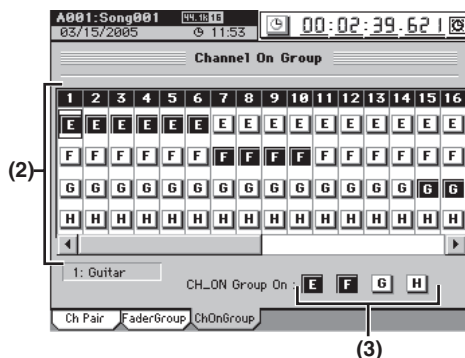 A001:Song001 44.1k 16 00:02:39.621
03/15/2005 11:53
Channel On Group
1 2 3 4 5 6 7 8 9 10 11 12 13 14 15 16
E E E E E E E E E E E E E E E E
F F F F F F F F F F F F F F F F
(2)
G G G G G G G G G G G G G G G G
H H H H H H H H H H H H H H H H
1: Guitar
CH_ON Group On : E F G H
Ch Pair FaderGroup ChOnGroup
(3)